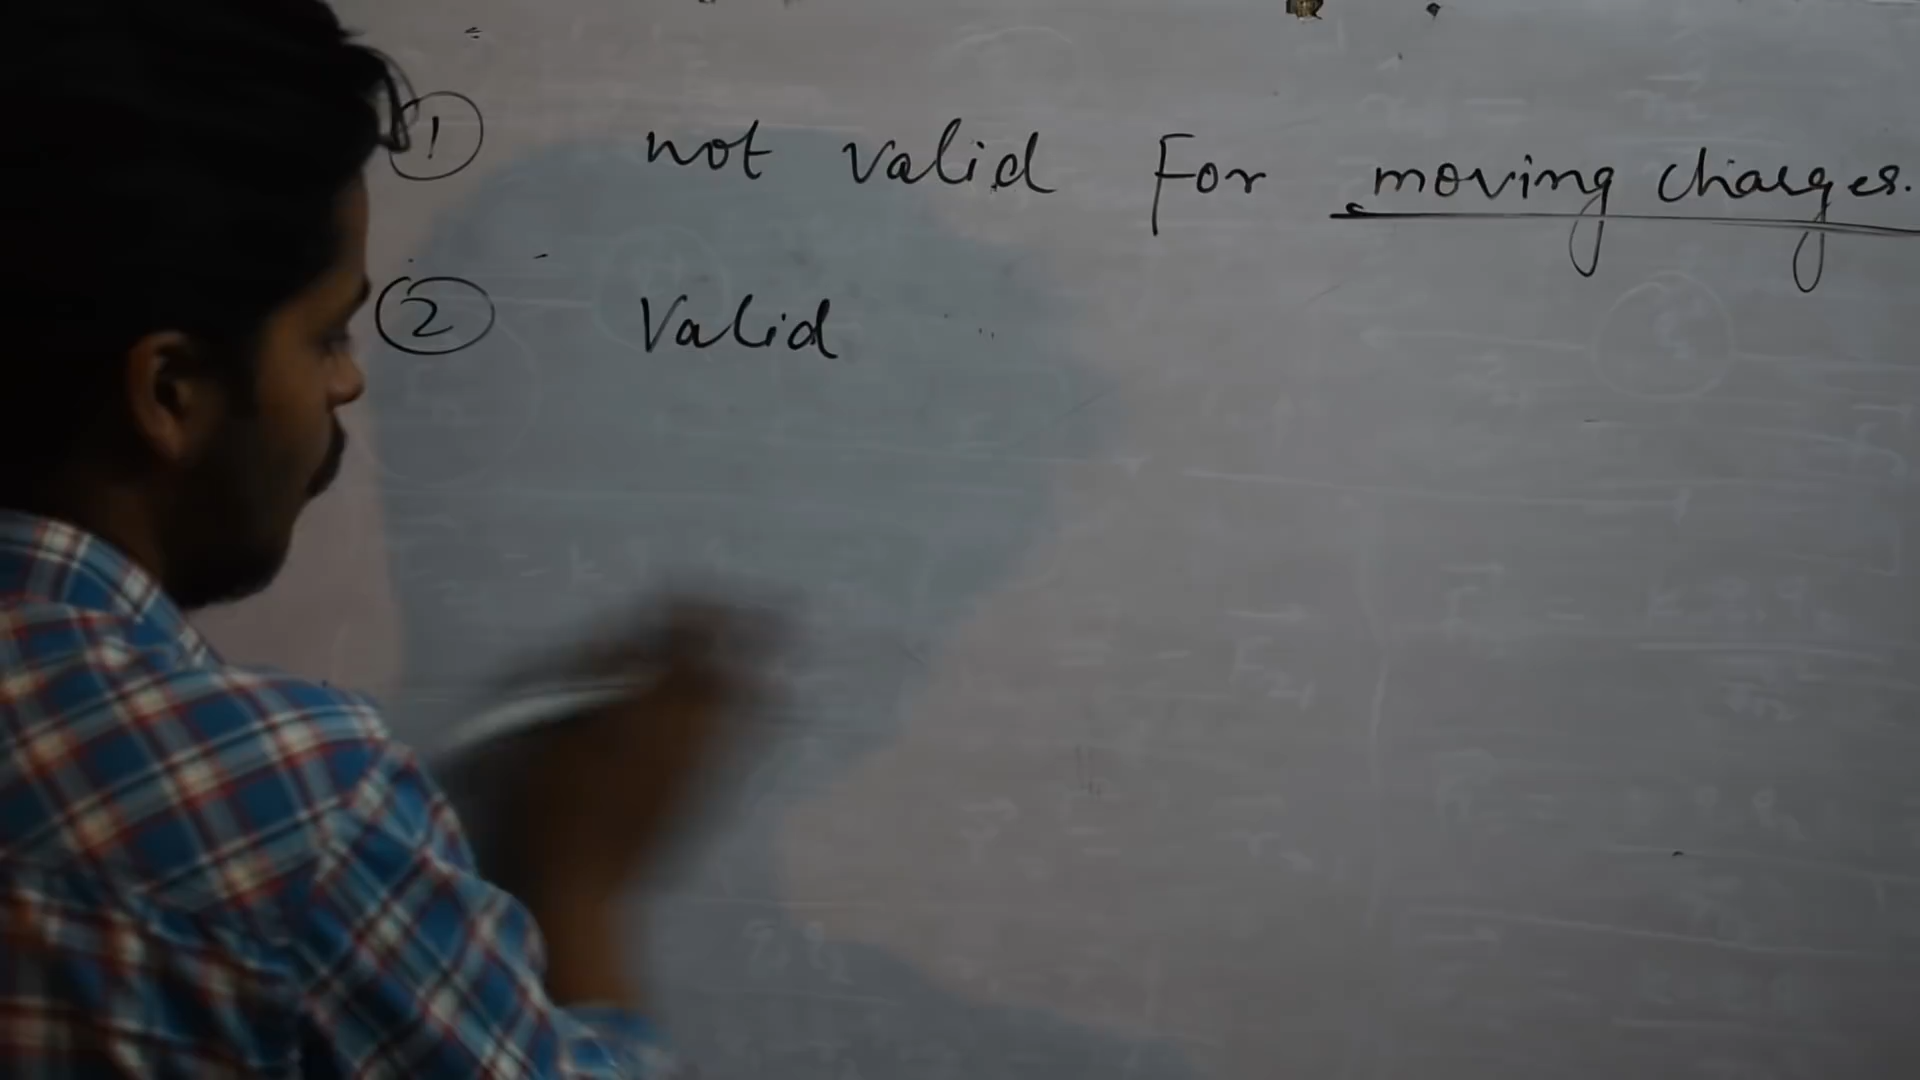 ① not valid For moving charges.
② Valid